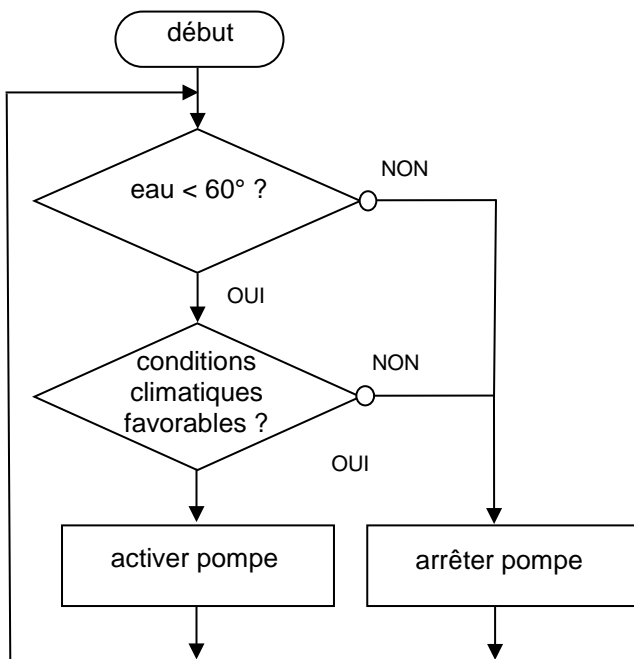 début
eau < 60° ?
NON
OUI
conditions
climatiques
favorables ?
NON
OUI
activer pompe
arrêter pompe